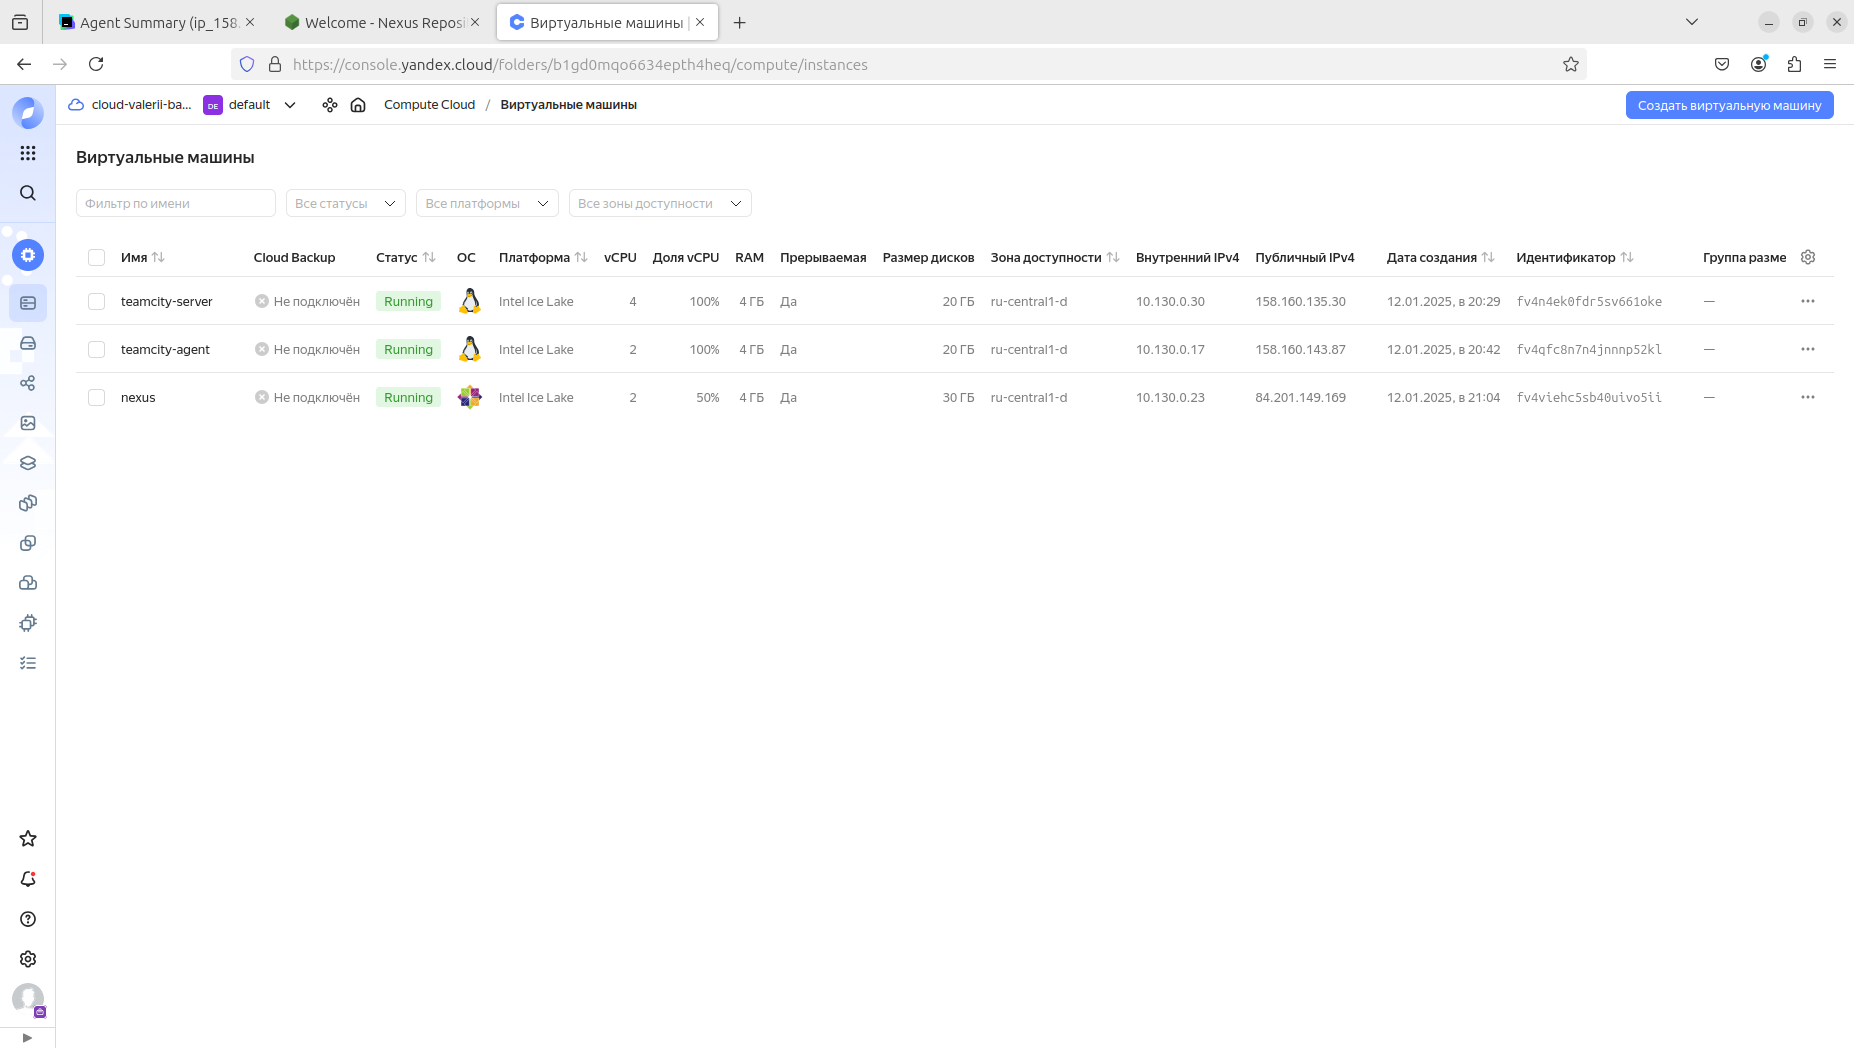 Agent Summary (ip_158.
Welcome - Nexus Reposi
Виртуальные машины |
https://console.yandex.cloud/folders/b1gd0mqo6634epth4heq/compute/instances
cloud-valerii-ba... DE default Compute Cloud / Виртуальные машины Создать виртуальную машину
Виртуальные машины
Фильтр по имени Все статусы Все платформы Все зоны доступности
Имя Cloud Backup Статус ОС Платформа vCPU Доля vCPU RAM Прерываемая Размер дисков Зона доступности Внутренний IPv4 Публичный IPv4 Дата создания Идентификатор Группа разме
teamcity-server Не подключён Running Intel Ice Lake 4 100% 4 ГБ Да 20 ГБ ru-central1-d 10.130.0.30 158.160.135.30 12.01.2025, в 20:29 fv4n4ek0fdr5sv661oke —
teamcity-agent Не подключён Running Intel Ice Lake 2 100% 4 ГБ Да 20 ГБ ru-central1-d 10.130.0.17 158.160.143.87 12.01.2025, в 20:42 fv4qfc8n7n4jnnnp52kl —
nexus Не подключён Running Intel Ice Lake 2 50% 4 ГБ Да 30 ГБ ru-central1-d 10.130.0.23 84.201.149.169 12.01.2025, в 21:04 fv4viehc5sb40uivo5ii —